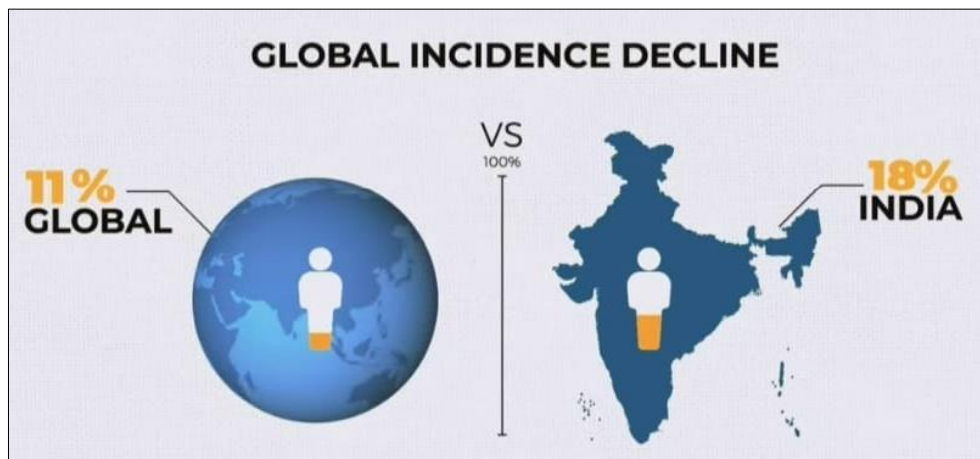 GLOBAL INCIDENCE DECLINE
11%
GLOBAL
VS
100%
18%
INDIA